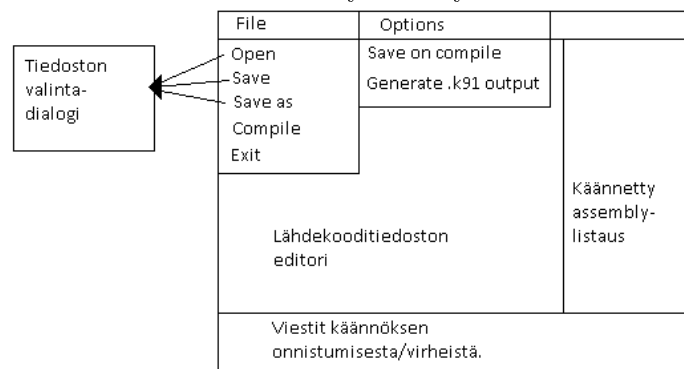 File
Options
Open
Save
Save as
Compile
Exit
Save on compile
Generate .k91 output
Tiedoston
valinta-
dialogi
Lähdekooditiedoston
editori
Käännetty
assembly-
listaus
Viestit käännöksen
onnistumisesta/virheistä.